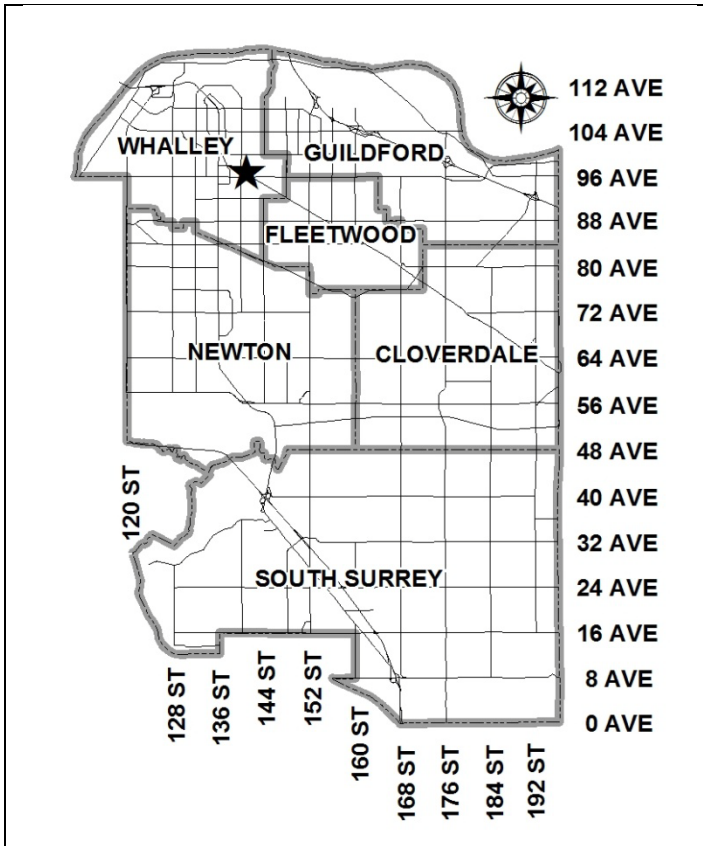 112 AVE
104 AVE
WHALLEY
GUILDFORD
96 AVE
88 AVE
FLEETWOOD
80 AVE
72 AVE
NEWTON
CLOVERDALE
64 AVE
56 AVE
48 AVE
120 ST
40 AVE
32 AVE
SOUTH SURREY
24 AVE
16 AVE
8 AVE
0 AVE
128 ST
136 ST
144 ST
152 ST
160 ST
168 ST
176 ST
184 ST
192 ST